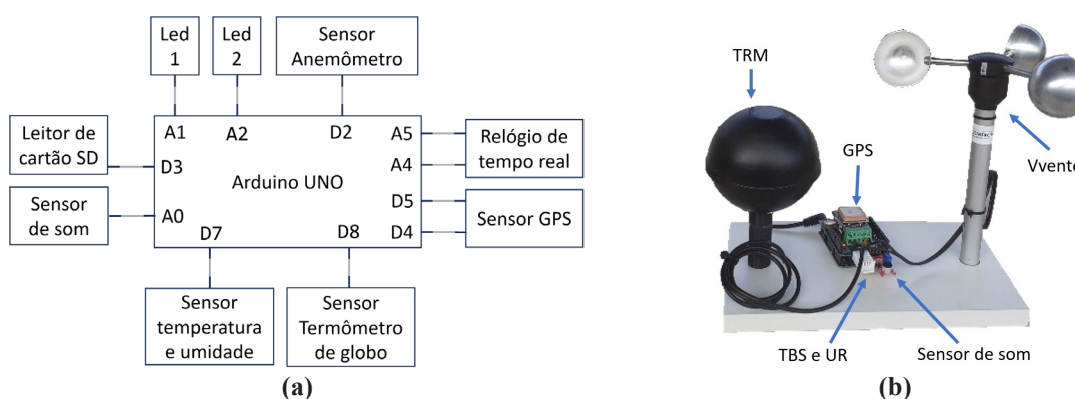 Led
1
Led
2
Sensor
Anemômetro
A1
A2
D2
A5
A4
D5
D4
D3
A0
D7
D8
Arduino UNO
Leitor de
cartão SD
Sensor
de som
Relógio de
tempo real
Sensor GPS
Sensor
temperatura
e umidade
Sensor
Termômetro
de globo
(a)
TRM
GPS
Vvento
TBS e UR
Sensor de som
(b)